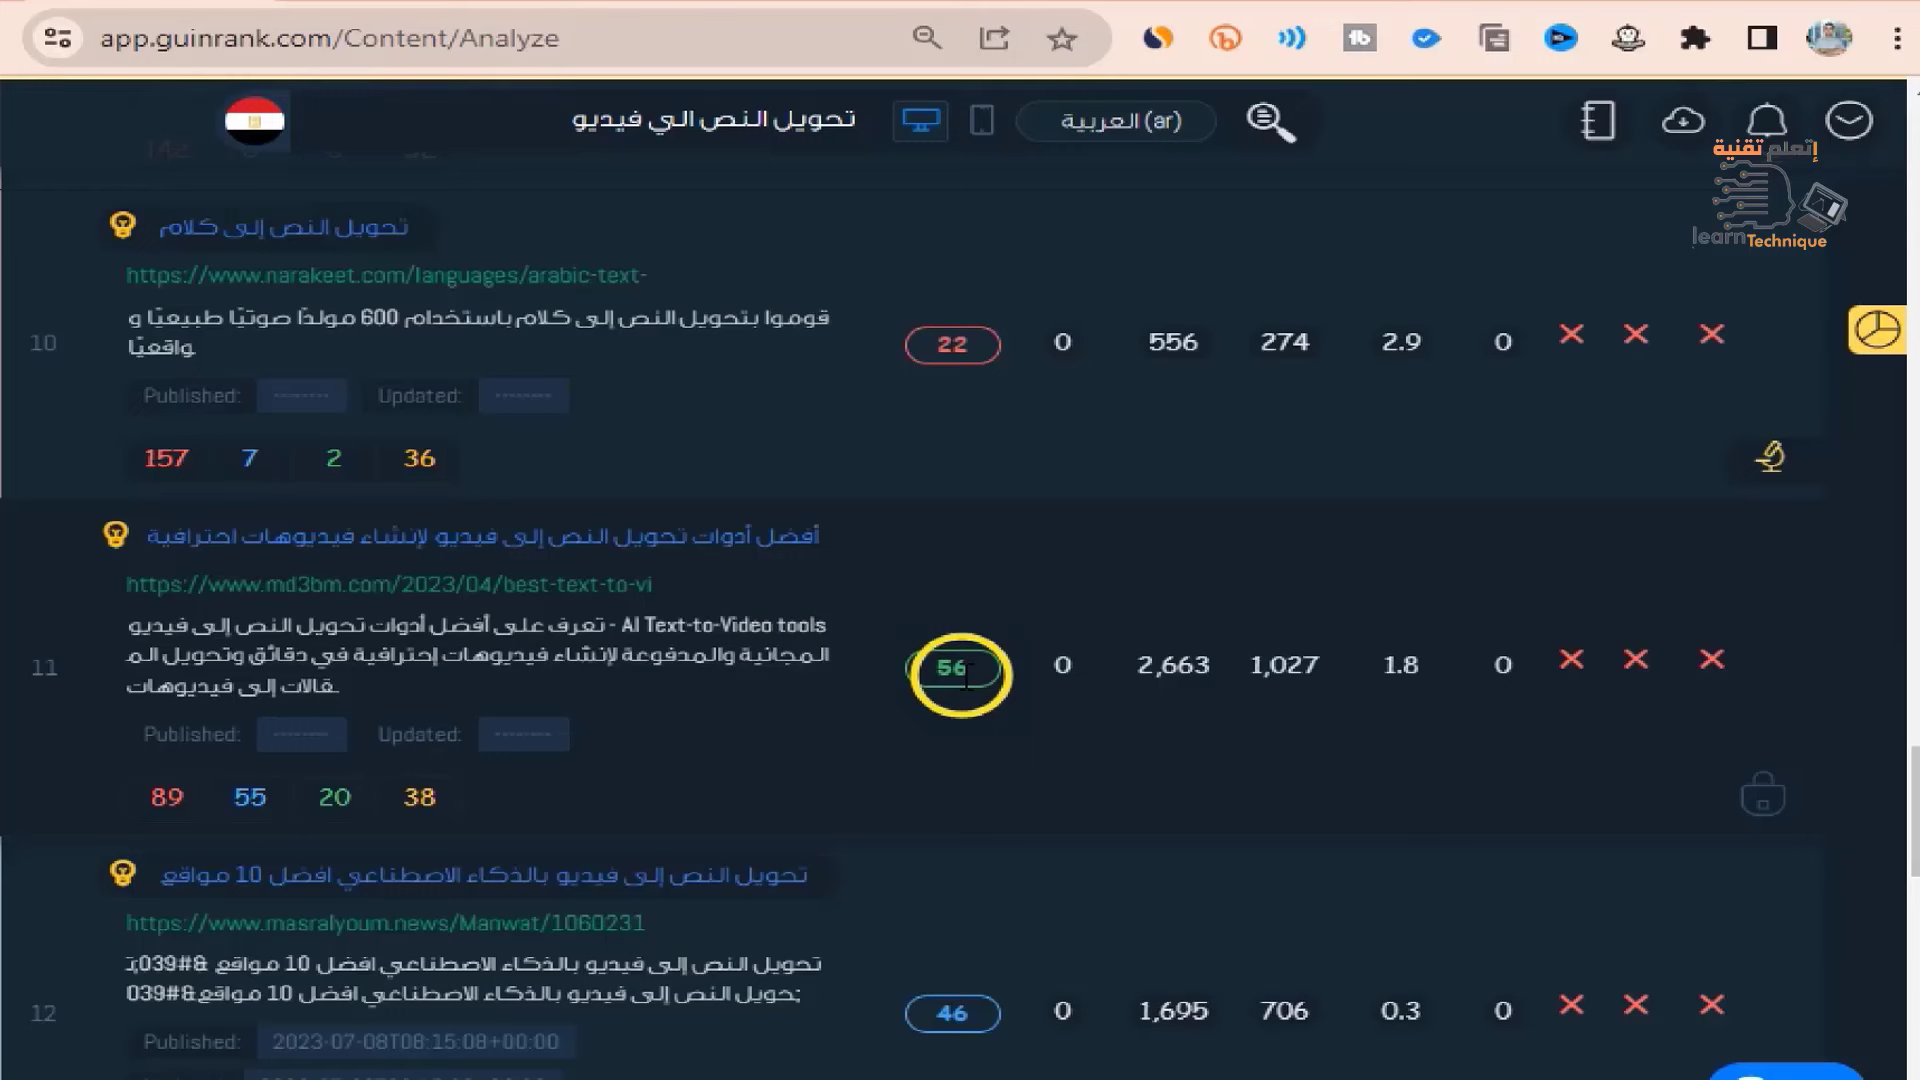 app.guinrank.com/Content/Analyze
تحويل النص الي فيديو
العربية (ar)
إتعلم تقنية
learnTechnique
تحويل النص إلى كلام
https://www.narakeet.com/languages/arabic-text-
قوموا بتحويل النص إلى كلام باستخدام 600 مولدًا صوتيًا طبيعيًا و
واقعيًا.
10 22 0 556 274 2.9 0
Published: -------- Updated: --------
157 7 2 36
أفضل أدوات تحويل النص إلى فيديو لإنشاء فيديوهات احترافية
https://www.md3bm.com/2023/04/best-text-to-vi
تعرف على أفضل أدوات تحويل النص إلى فيديو - AI Text-to-Video tools
المجانية والمدفوعة لإنشاء فيديوهات إحترافية في دقائق وتحويل الم
قالات إلى فيديوهات.
11 56 0 2,663 1,027 1.8 0
Published: -------- Updated: --------
89 55 20 38
تحويل النص إلى فيديو بالذكاء الاصطناعي افضل 10 مواقع
https://www.masralyoum.news/Manwat/1060231
تحويل النص إلى فيديو بالذكاء الاصطناعي افضل 10 مواقع &#039;ت
حويل النص إلى فيديو بالذكاء الاصطناعي افضل 10 مواقع&#039;
12 46 0 1,695 706 0.3 0
Published: 2023-07-08T08:15:08+00:00